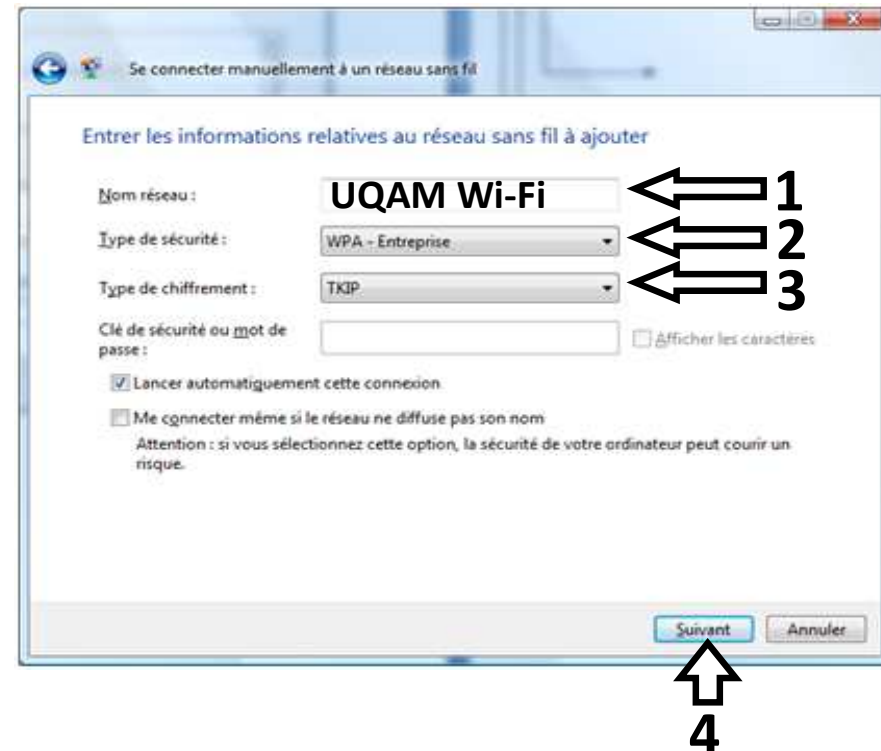 Se connecter manuellement à un réseau sans fil
Entrer les informations relatives au réseau sans fil à ajouter
Nom réseau : UQAM Wi-Fi 1
Type de sécurité : WPA - Entreprise 2
Type de chiffrement : TKIP 3
Clé de sécurité ou mot de
passe : Afficher les caractères
Lancer automatiquement cette connexion
Me connecter même si le réseau ne diffuse pas son nom
Attention : si vous sélectionnez cette option, la sécurité de votre ordinateur peut courir un
risque.
Suivant Annuler
4